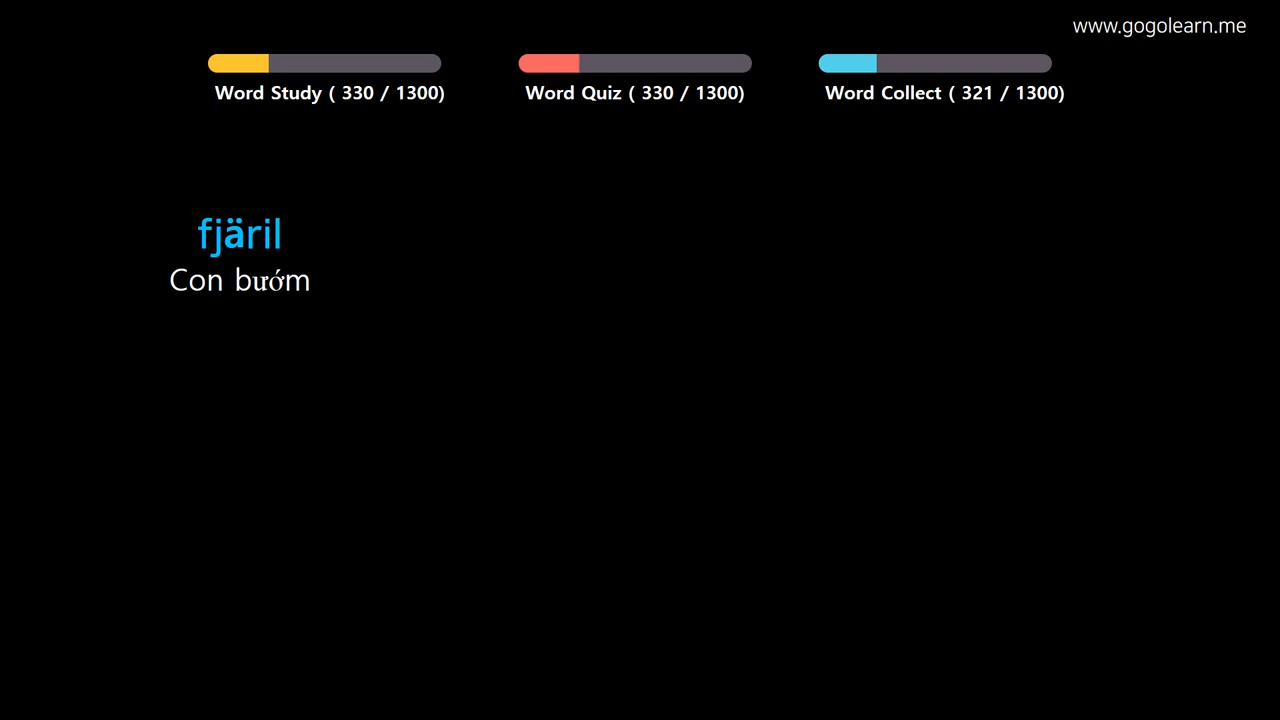 www.gogolearn.me
Word Study ( 330 / 1300)
Word Quiz ( 330 / 1300)
Word Collect ( 321 / 1300)
fjäril
Con bướm